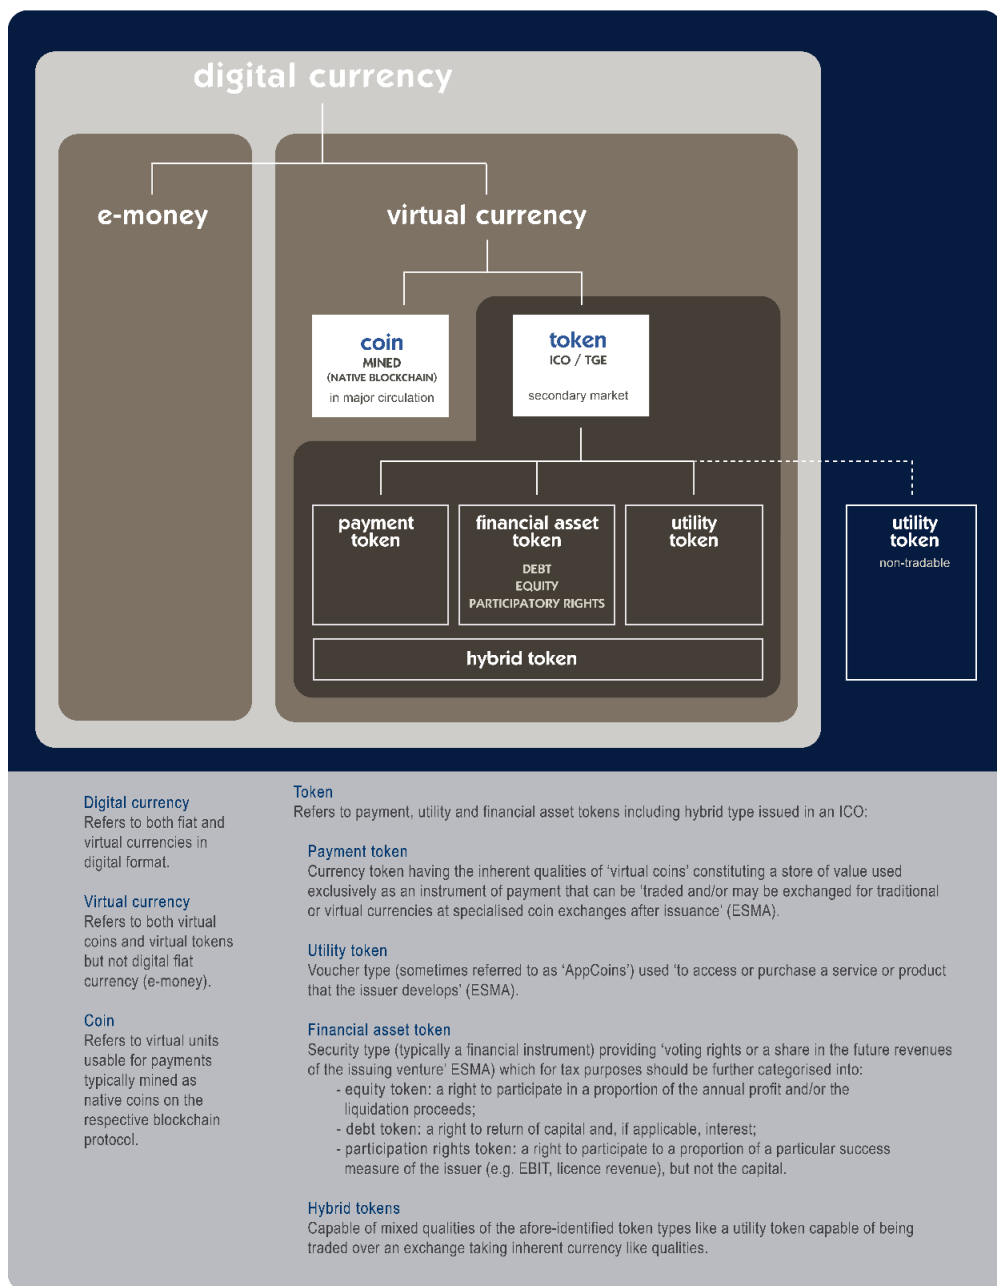 digital currency
e-money
virtual currency
coin
MINED
(NATIVE BLOCKCHAIN)
in major circulation
token
ICO / TGE
secondary market
payment
token
financial asset
token
DEBT
EQUITY
PARTICIPATORY RIGHTS
utility
token
utility
token
non-tradable
hybrid token
Digital currency
Refers to both fiat and
virtual currencies in
digital format.
Virtual currency
Refers to both virtual
coins and virtual tokens
but not digital fiat
currency (e-money).
Coin
Refers to virtual units
usable for payments
typically mined as
native coins on the
respective blockchain
protocol.
Token
Refers to payment, utility and financial asset tokens including hybrid type issued in an ICO:
Payment token
Currency token having the inherent qualities of ‘virtual coins’ constituting a store of value used
exclusively as an instrument of payment that can be ‘traded and/or may be exchanged for traditional
or virtual currencies at specialised coin exchanges after issuance’ (ESMA).
Utility token
Voucher type (sometimes referred to as ‘AppCoins’) used ‘to access or purchase a service or product
that the issuer develops’ (ESMA).
Financial asset token
Security type (typically a financial instrument) providing ‘voting rights or a share in the future revenues
of the issuing venture’ ESMA) which for tax purposes should be further categorised into:
- equity token: a right to participate in a proportion of the annual profit and/or the
liquidation proceeds;
- debt token: a right to return of capital and, if applicable, interest;
- participation rights token: a right to participate to a proportion of a particular success
measure of the issuer (e.g. EBIT, licence revenue), but not the capital.
Hybrid tokens
Capable of mixed qualities of the afore-identified token types like a utility token capable of being
traded over an exchange taking inherent currency like qualities.